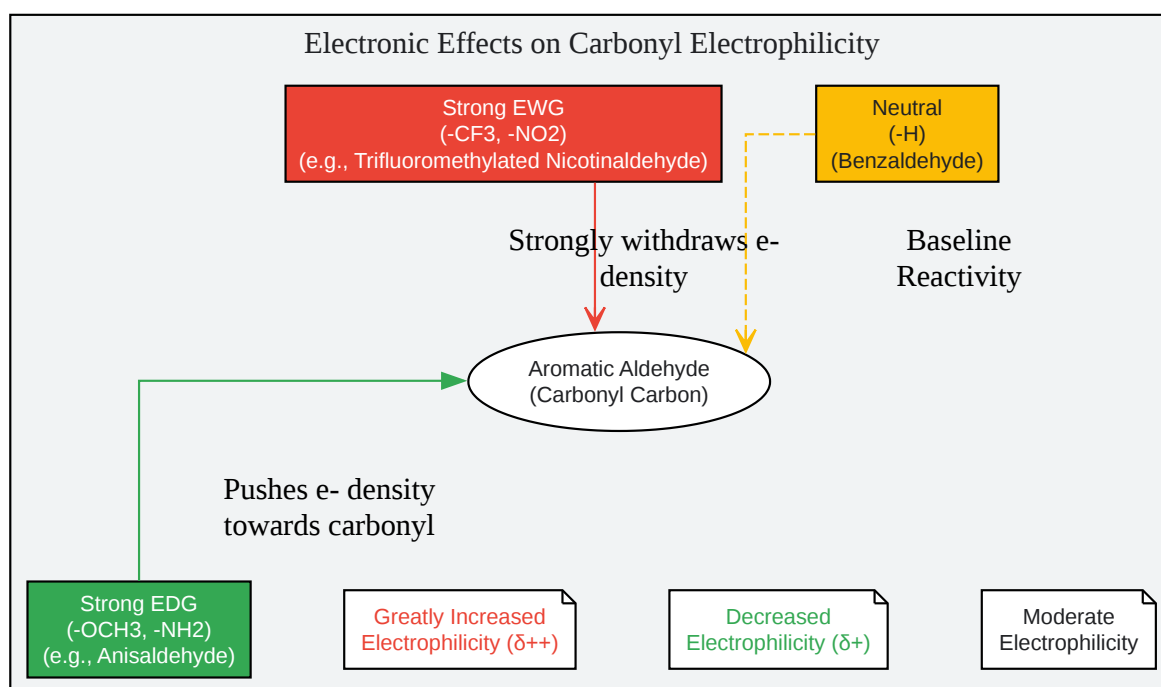 Electronic Effects on Carbonyl Electrophilicity
Strong EWG
(-CF3, -NO2)
(e.g., Trifluoromethylated Nicotinaldehyde)
Neutral
(-H)
(Benzaldehyde)
Strongly withdraws e-
density
Baseline
Reactivity
Aromatic Aldehyde
(Carbonyl Carbon)
Pushes e- density
towards carbonyl
Strong EDG
(-OCH3, -NH2)
(e.g., Anisaldehyde)
Greatly Increased
Electrophilicity (δ++)
Decreased
Electrophilicity (δ+)
Moderate
Electrophilicity